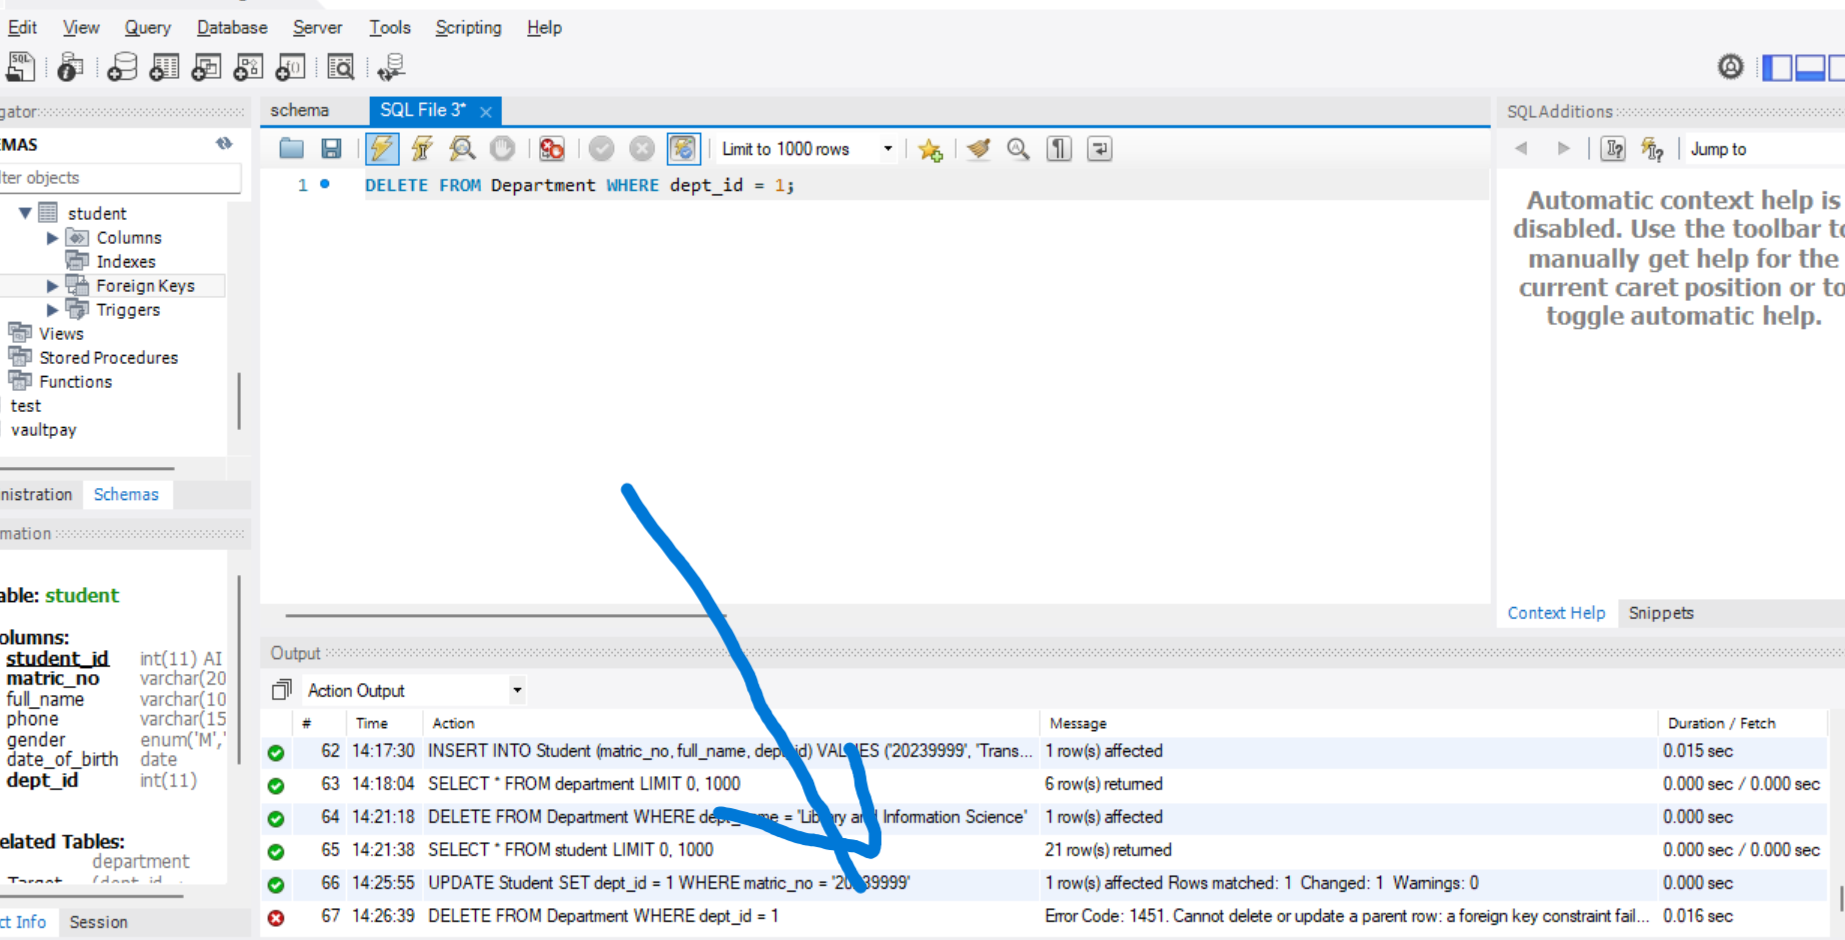 Edit View Query Database Server Tools Scripting Help
schema SQL File 3* ×
SQLAdditions
Limit to 1000 rows
Jump to
1 DELETE FROM Department WHERE dept_id = 1;
Automatic context help is
disabled. Use the toolbar to
manually get help for the
current caret position or to
toggle automatic help.
gator
EMAS
lter objects
student
Columns
Indexes
Foreign Keys
Triggers
Views
Stored Procedures
Functions
test
vaultpay
nistration Schemas
mation
able: student
olumns:
student_id int(11) AI
matric_no varchar(20
full_name varchar(10
phone varchar(15
gender enum('M','
date_of_birth date
dept_id int(11)
elated Tables:
department
Target (dept_id
ct Info Session
Context Help Snippets
Output
Action Output
# Time Action Message Duration / Fetch
62 14:17:30 INSERT INTO Student (matric_no, full_name, dept_id) VALUES ('20239999', 'Trans... 1 row(s) affected 0.015 sec
63 14:18:04 SELECT * FROM department LIMIT 0, 1000 6 row(s) returned 0.000 sec / 0.000 sec
64 14:21:18 DELETE FROM Department WHERE dept_name = 'Library and Information Science' 1 row(s) affected 0.000 sec
65 14:21:38 SELECT * FROM student LIMIT 0, 1000 21 row(s) returned 0.000 sec / 0.000 sec
66 14:25:55 UPDATE Student SET dept_id = 1 WHERE matric_no = '20239999' 1 row(s) affected Rows matched: 1 Changed: 1 Warnings: 0 0.000 sec
67 14:26:39 DELETE FROM Department WHERE dept_id = 1 Error Code: 1451. Cannot delete or update a parent row: a foreign key constraint fail... 0.016 sec